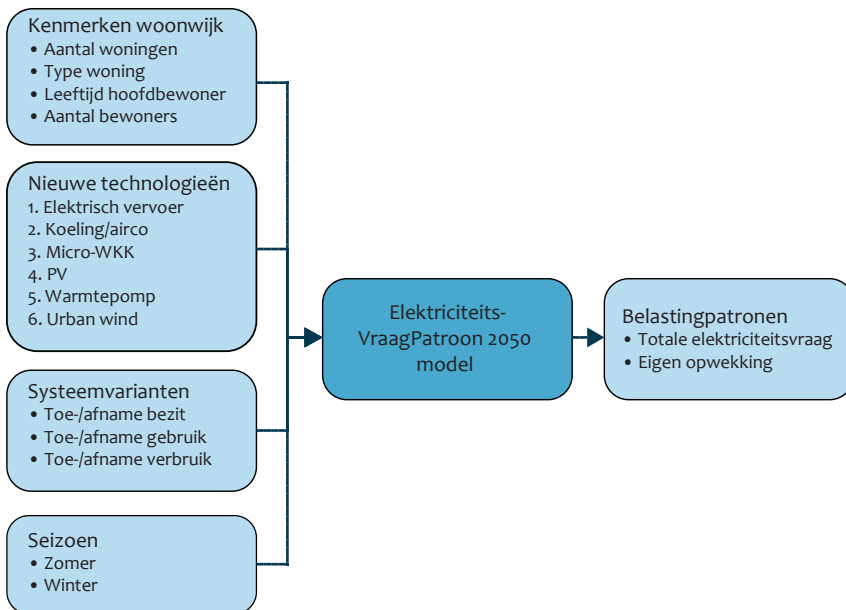 Kenmerken woonwijk
• Aantal woningen
• Type woning
• Leeftijd hoofdbewoner
• Aantal bewoners
Nieuwe technologieën
1. Elektrisch vervoer
2. Koeling/airco
3. Micro-WKK
4. PV
5. Warmtepomp
6. Urban wind
Systeemvarianten
• Toe-/afname bezit
• Toe-/afname gebruik
• Toe-/afname verbruik
Seizoen
• Zomer
• Winter
Elektriciteits-
VraagPatroon 2050
model
Belastingpatronen
• Totale elektriciteitsvraag
• Eigen opwekking